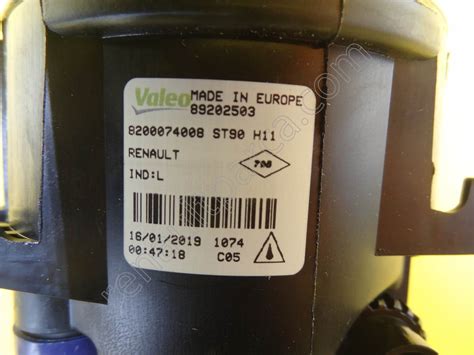 Valeo MADE IN EUROPE
89202503
8200074008 ST90 H11
RENAULT
IND:L
16/01/2019 1074
00:47:18 C05